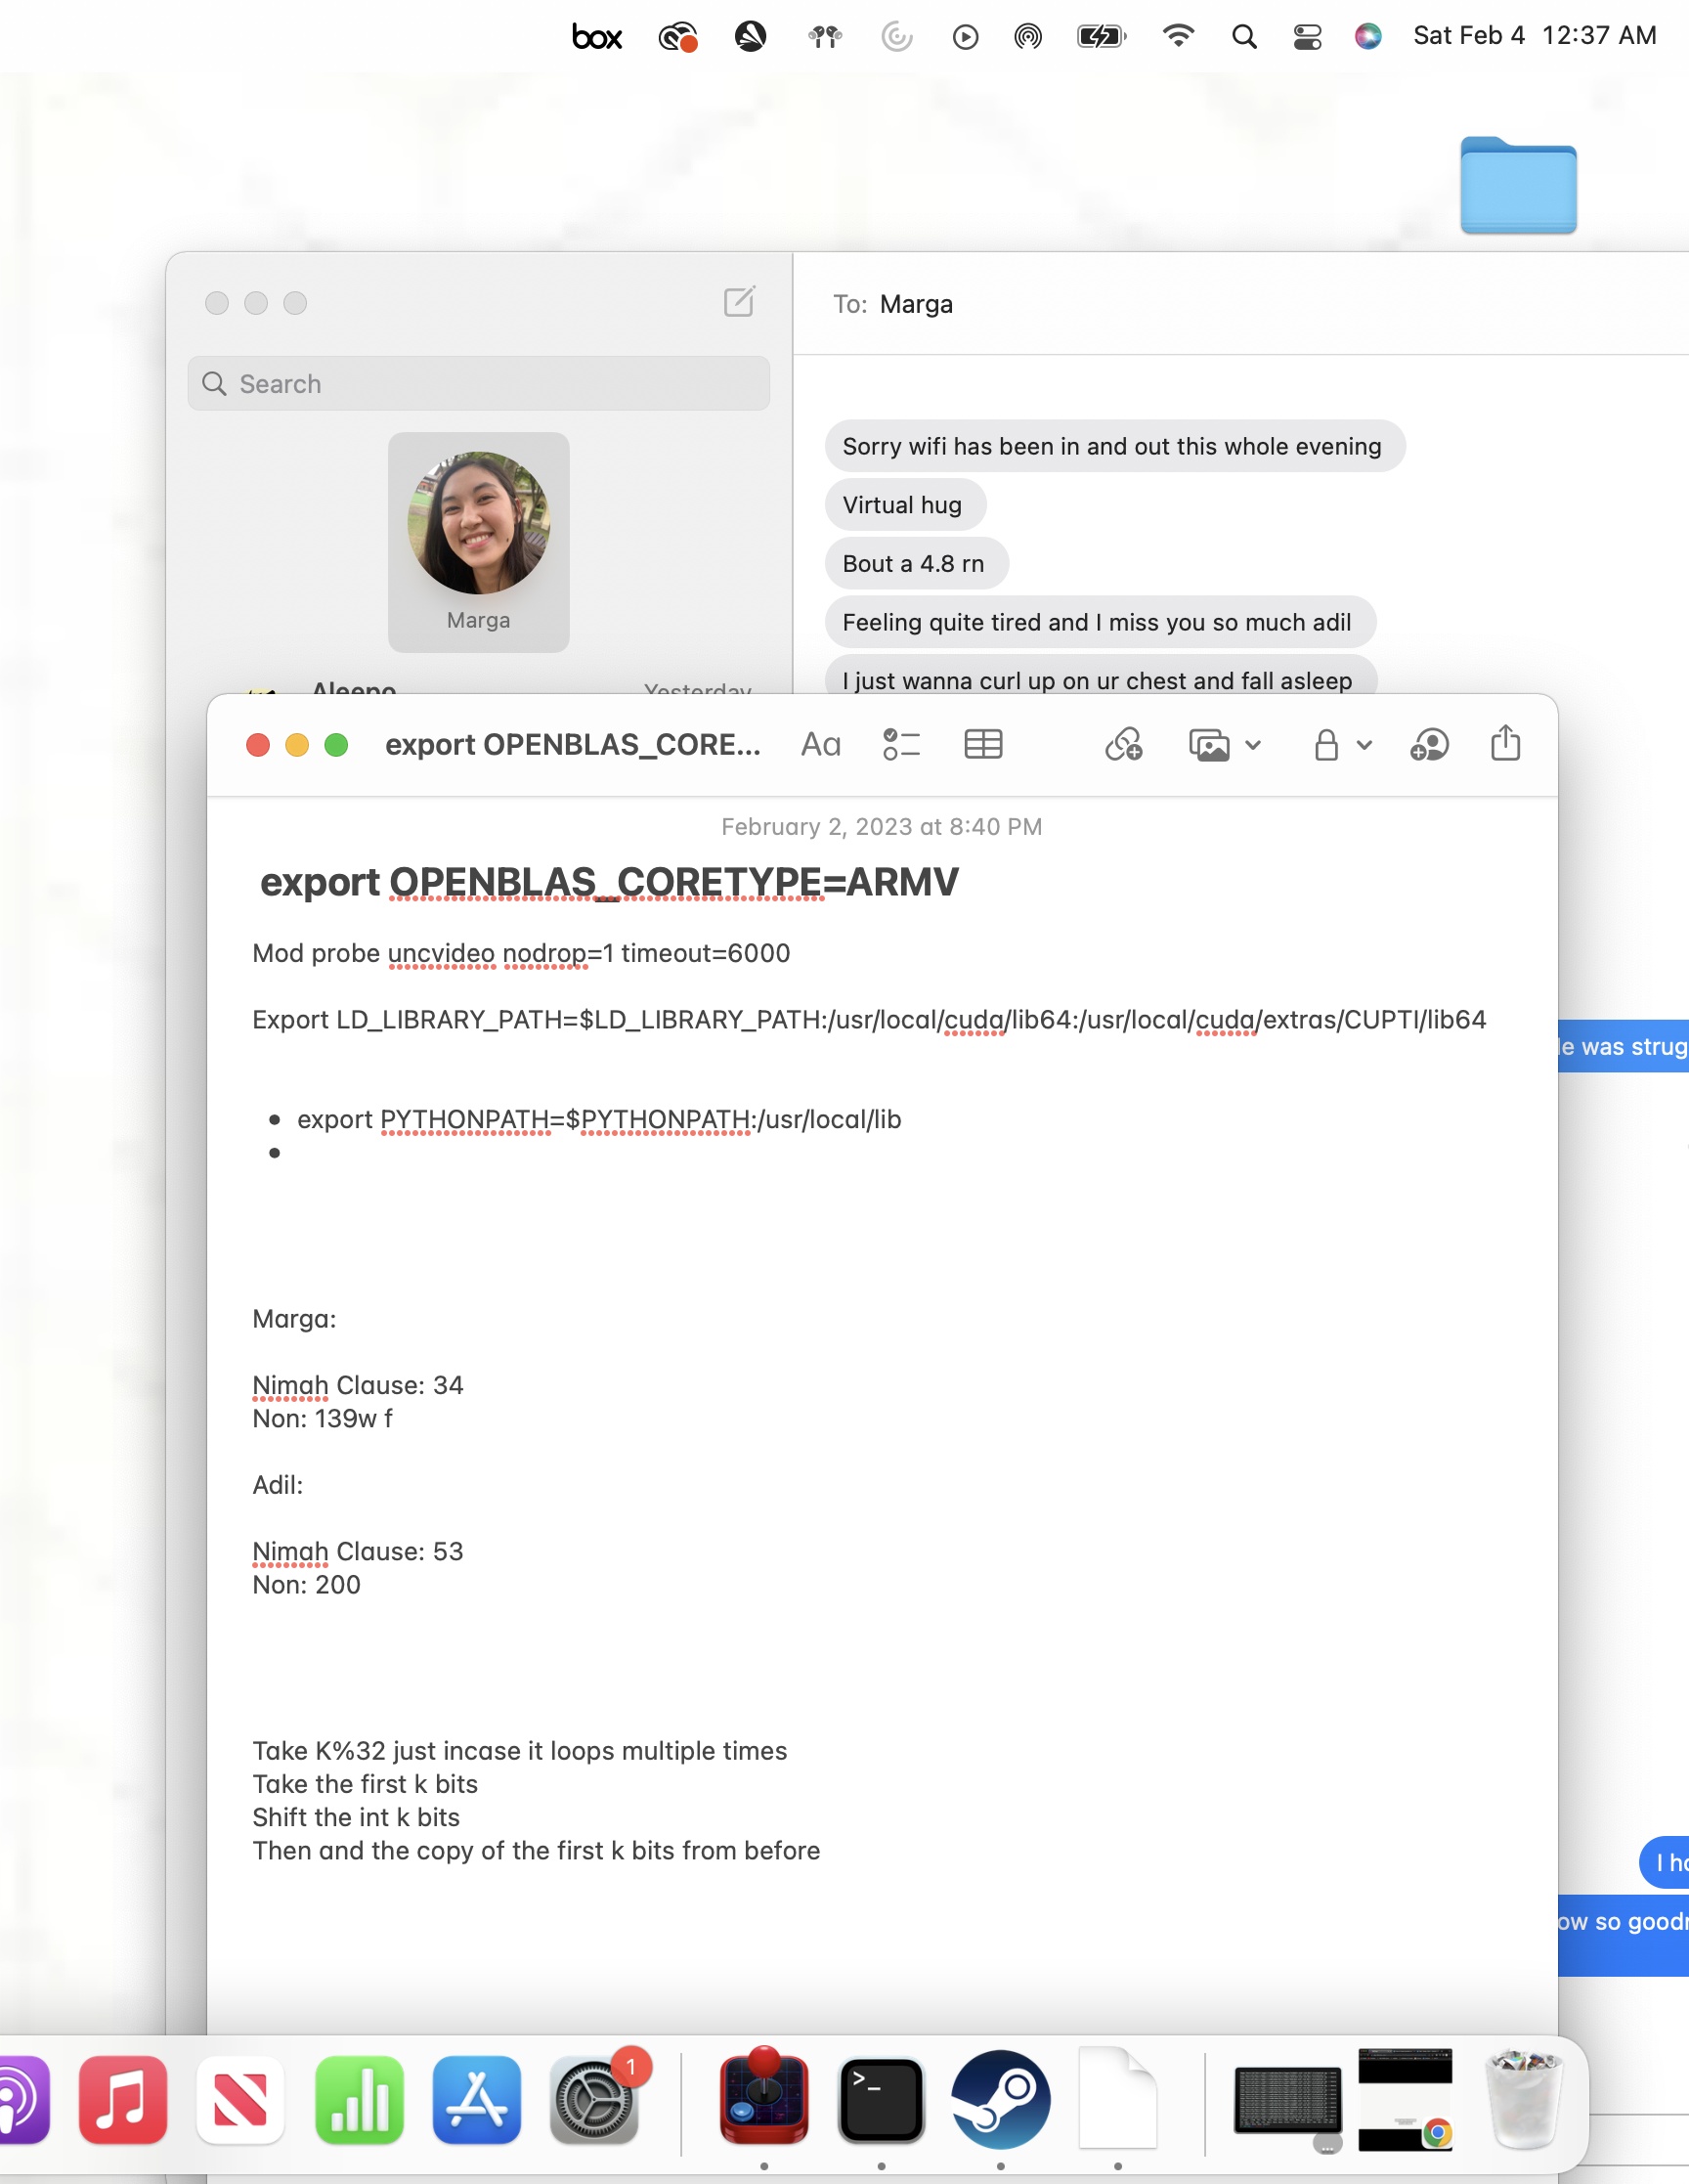 box
Sat Feb 4 12:37 AM
Search
To: Marga
Marga
Sorry wifi has been in and out this whole evening
Virtual hug
Bout a 4.8 rn
Feeling quite tired and I miss you so much adil
I just wanna curl up on ur chest and fall asleep
Yesterday
export OPENBLAS_CORE...
Aa
February 2, 2023 at 8:40 PM
export OPENBLAS_CORETYPE=ARMV
Mod probe uncvideo nodrop=1 timeout=6000
Export LD_LIBRARY_PATH=$LD_LIBRARY_PATH:/usr/local/cuda/lib64:/usr/local/cuda/extras/CUPTI/lib64
• export PYTHONPATH=$PYTHONPATH:/usr/local/lib
•
Marga:
Nimah Clause: 34
Non: 139w f
Adil:
Nimah Clause: 53
Non: 200
Take K%32 just incase it loops multiple times
Take the first k bits
Shift the int k bits
Then and the copy of the first k bits from before
was strug
I
so
1
>_